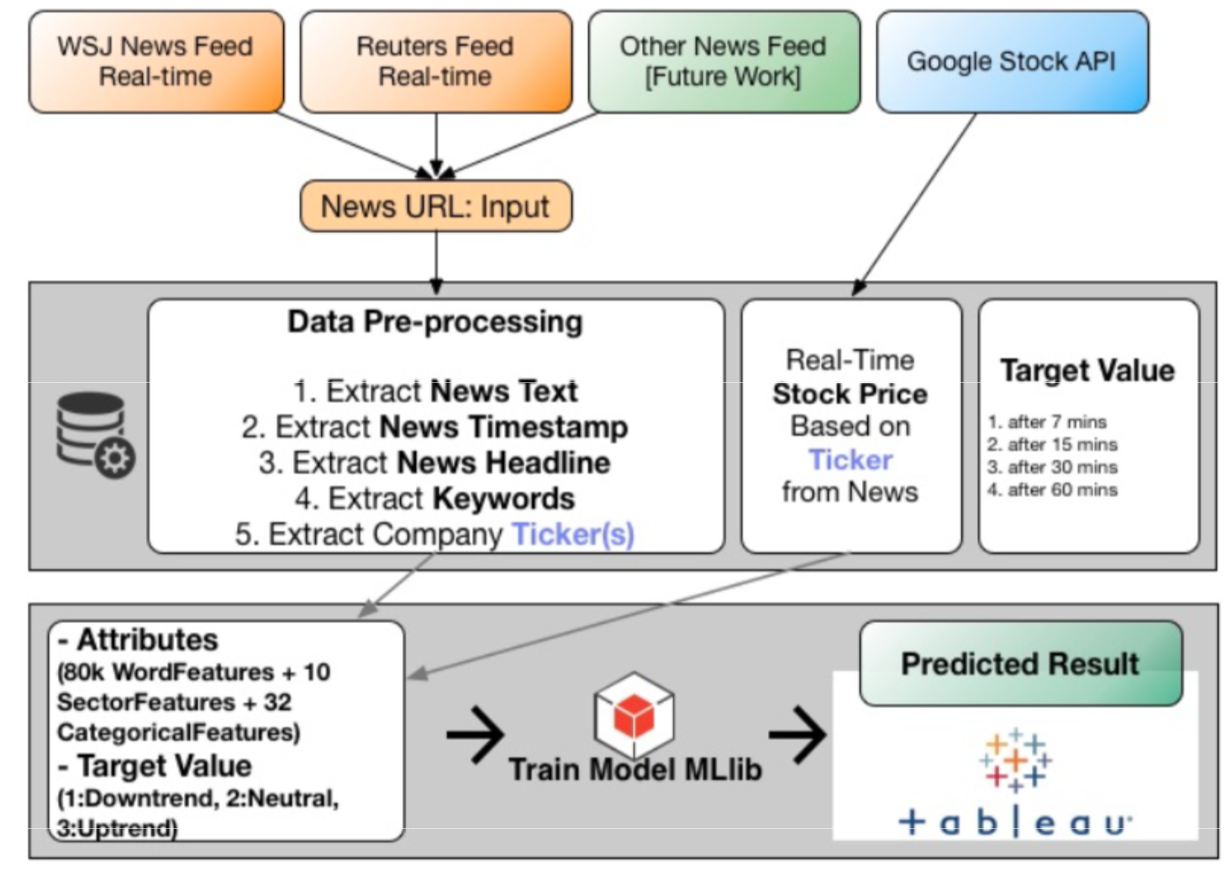 WSJ News Feed
Real-time
Reuters Feed
Real-time
Other News Feed
[Future Work]
Google Stock API
News URL: Input
Data Pre-processing
1. Extract News Text
2. Extract News Timestamp
3. Extract News Headline
4. Extract Keywords
5. Extract Company Ticker(s)
Real-Time
Stock Price
Based on
Ticker
from News
Target Value
1. after 7 mins
2. after 15 mins
3. after 30 mins
4. after 60 mins
- Attributes
(80k WordFeatures + 10
SectorFeatures + 32
CategoricalFeatures)
- Target Value
(1:Downtrend, 2:Neutral,
3:Uptrend)
Train Model MLlib
Predicted Result
+ableau